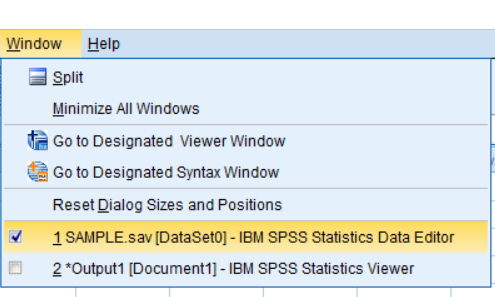 Window Help
Split
Minimize All Windows
Go to Designated Viewer Window
Go to Designated Syntax Window
Reset Dialog Sizes and Positions
1 SAMPLE.sav [DataSet0] - IBM SPSS Statistics Data Editor
2 *Output1 [Document1] - IBM SPSS Statistics Viewer